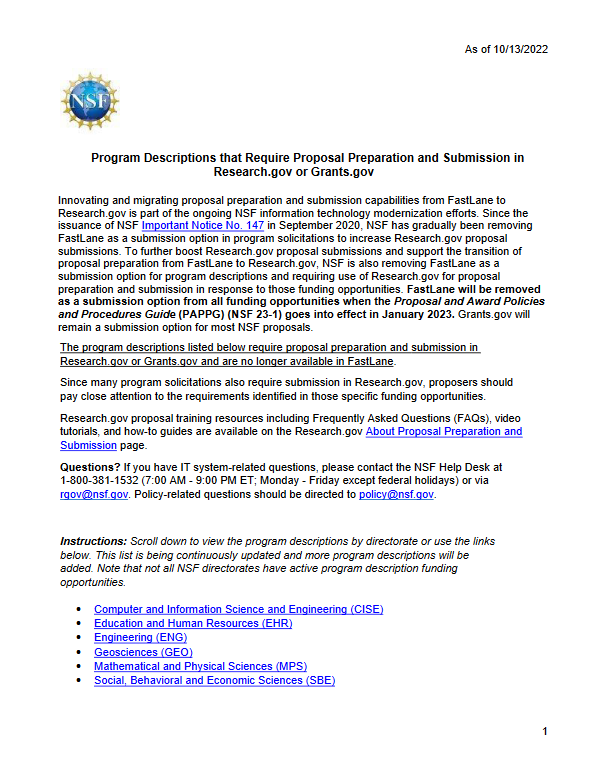 As of 10/13/2022
NSF
Program Descriptions that Require Proposal Preparation and Submission in
Research.gov or Grants.gov
Innovating and migrating proposal preparation and submission capabilities from FastLane to
Research.gov is part of the ongoing NSF information technology modernization efforts. Since the
issuance of NSF Important Notice No. 147 in September 2020, NSF has gradually been removing
FastLane as a submission option in program solicitations to increase Research.gov proposal
submissions. To further boost Research.gov proposal submissions and support the transition of
proposal preparation from FastLane to Research.gov, NSF is also removing FastLane as a
submission option for program descriptions and requiring use of Research.gov for proposal
preparation and submission in response to those funding opportunities. FastLane will be removed
as a submission option from all funding opportunities when the Proposal and Award Policies
and Procedures Guide (PAPPG) (NSF 23-1) goes into effect in January 2023. Grants.gov will
remain a submission option for most NSF proposals.
The program descriptions listed below require proposal preparation and submission in
Research.gov or Grants.gov and are no longer available in FastLane.
Since many program solicitations also require submission in Research.gov, proposers should
pay close attention to the requirements identified in those specific funding opportunities.
Research.gov proposal training resources including Frequently Asked Questions (FAQs), video
tutorials, and how-to guides are available on the Research.gov About Proposal Preparation and
Submission page.
Questions? If you have IT system-related questions, please contact the NSF Help Desk at
1-800-381-1532 (7:00 AM - 9:00 PM ET; Monday - Friday except federal holidays) or via
rgov@nsf.gov. Policy-related questions should be directed to policy@nsf.gov.
Instructions: Scroll down to view the program descriptions by directorate or use the links
below. This list is being continuously updated and more program descriptions will be
added. Note that not all NSF directorates have active program description funding
opportunities.
• Computer and Information Science and Engineering (CISE)
• Education and Human Resources (EHR)
• Engineering (ENG)
• Geosciences (GEO)
• Mathematical and Physical Sciences (MPS)
• Social, Behavioral and Economic Sciences (SBE)
1